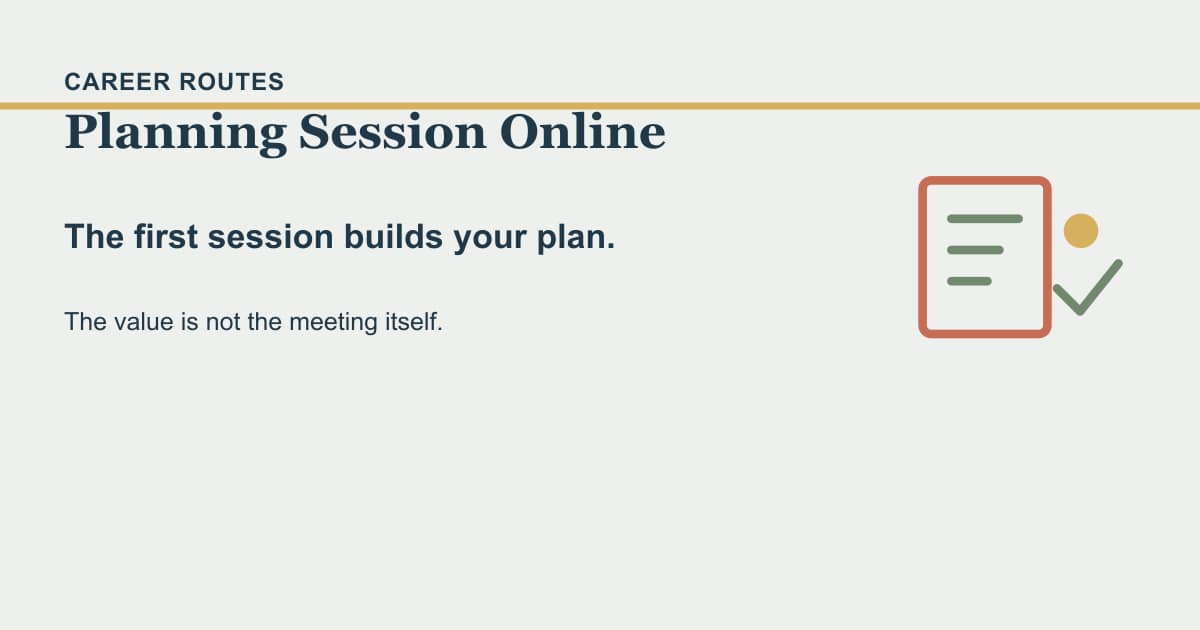 CAREER ROUTES
Planning Session Online
The first session builds your plan.
The value is not the meeting itself.